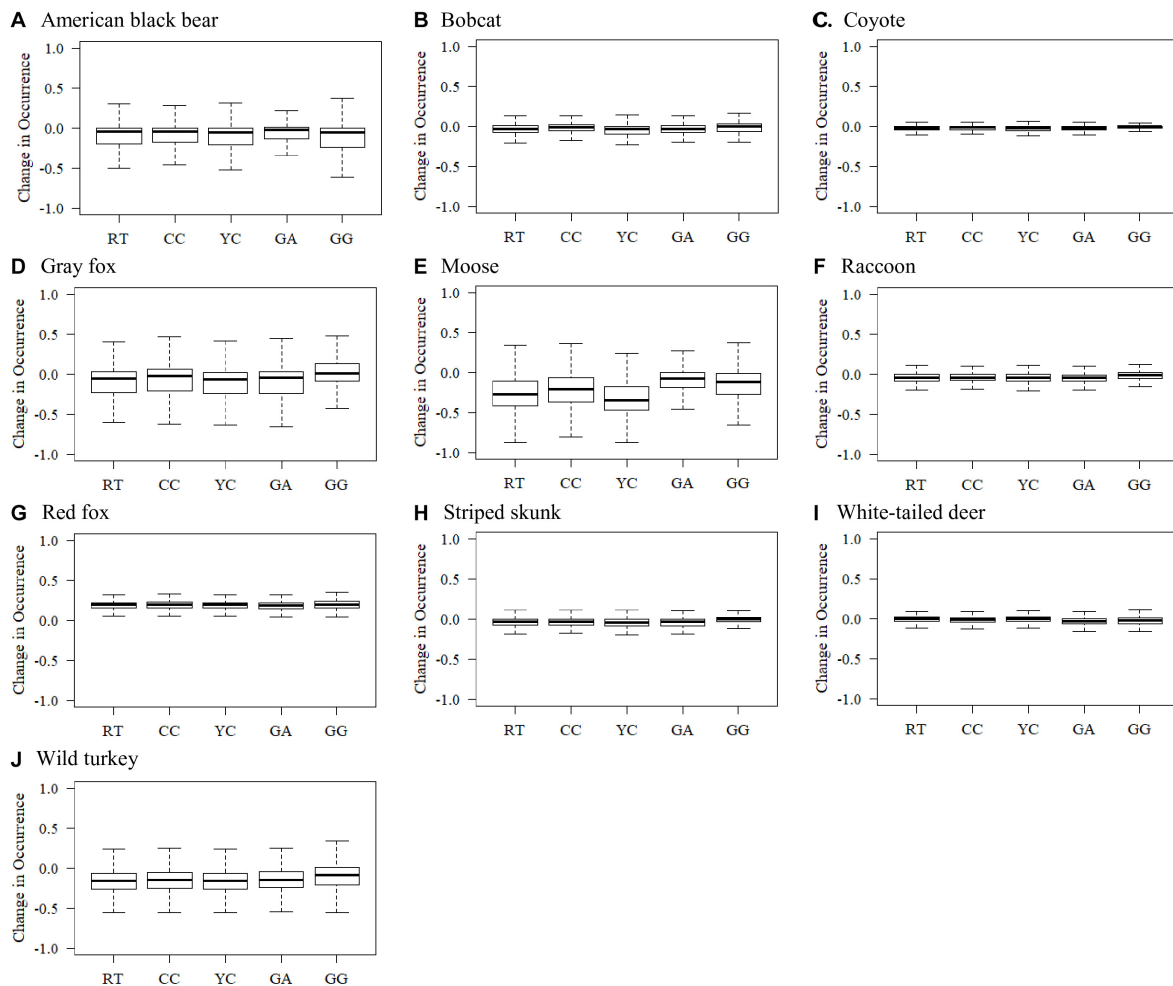 A American black bear
1.0
0.5
0.0
-0.5
-1.0
Change in Occurrence
RT CC YC GA GG
B Bobcat
1.0
0.5
0.0
-0.5
-1.0
Change in Occurrence
RT CC YC GA GG
C. Coyote
1.0
0.5
0.0
-0.5
-1.0
Change in Occurrence
RT CC YC GA GG
D Gray fox
1.0
0.5
0.0
-0.5
-1.0
Change in Occurrence
RT CC YC GA GG
E Moose
1.0
0.5
0.0
-0.5
-1.0
Change in Occurrence
RT CC YC GA GG
F Raccoon
1.0
0.5
0.0
-0.5
-1.0
Change in Occurrence
RT CC YC GA GG
G Red fox
1.0
0.5
0.0
-0.5
-1.0
Change in Occurrence
RT CC YC GA GG
H Striped skunk
1.0
0.5
0.0
-0.5
-1.0
Change in Occurrence
RT CC YC GA GG
I White-tailed deer
1.0
0.5
0.0
-0.5
-1.0
Change in Occurrence
RT CC YC GA GG
J Wild turkey
1.0
0.5
0.0
-0.5
-1.0
Change in Occurrence
RT CC YC GA GG